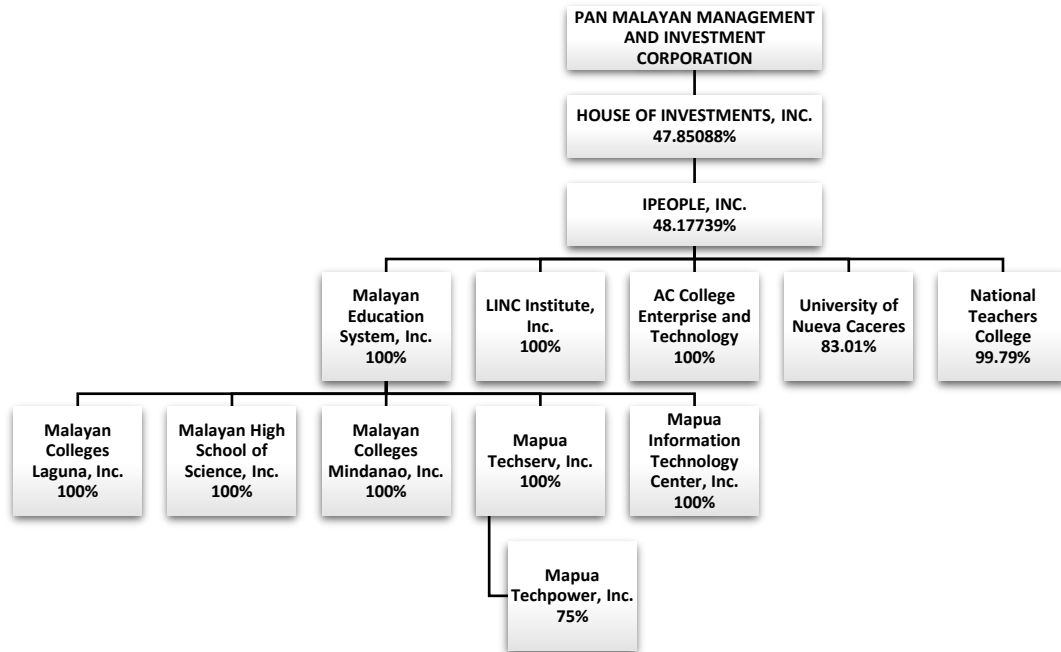 PAN MALAYAN MANAGEMENT
AND INVESTMENT
CORPORATION
HOUSE OF INVESTMENTS, INC.
47.85088%
IPEOPLE, INC.
48.17739%
Malayan
Education
System, Inc.
100%
LINC Institute,
Inc.
100%
AC College
Enterprise and
Technology
100%
University of
Nueva Caceres
83.01%
National
Teachers
College
99.79%
Malayan
Colleges
Laguna, Inc.
100%
Malayan High
School of
Science, Inc.
100%
Malayan
Colleges
Mindanao, Inc.
100%
Mapua
Techserv, Inc.
100%
Mapua
Information
Technology
Center, Inc.
100%
Mapua
Techpower, Inc.
75%